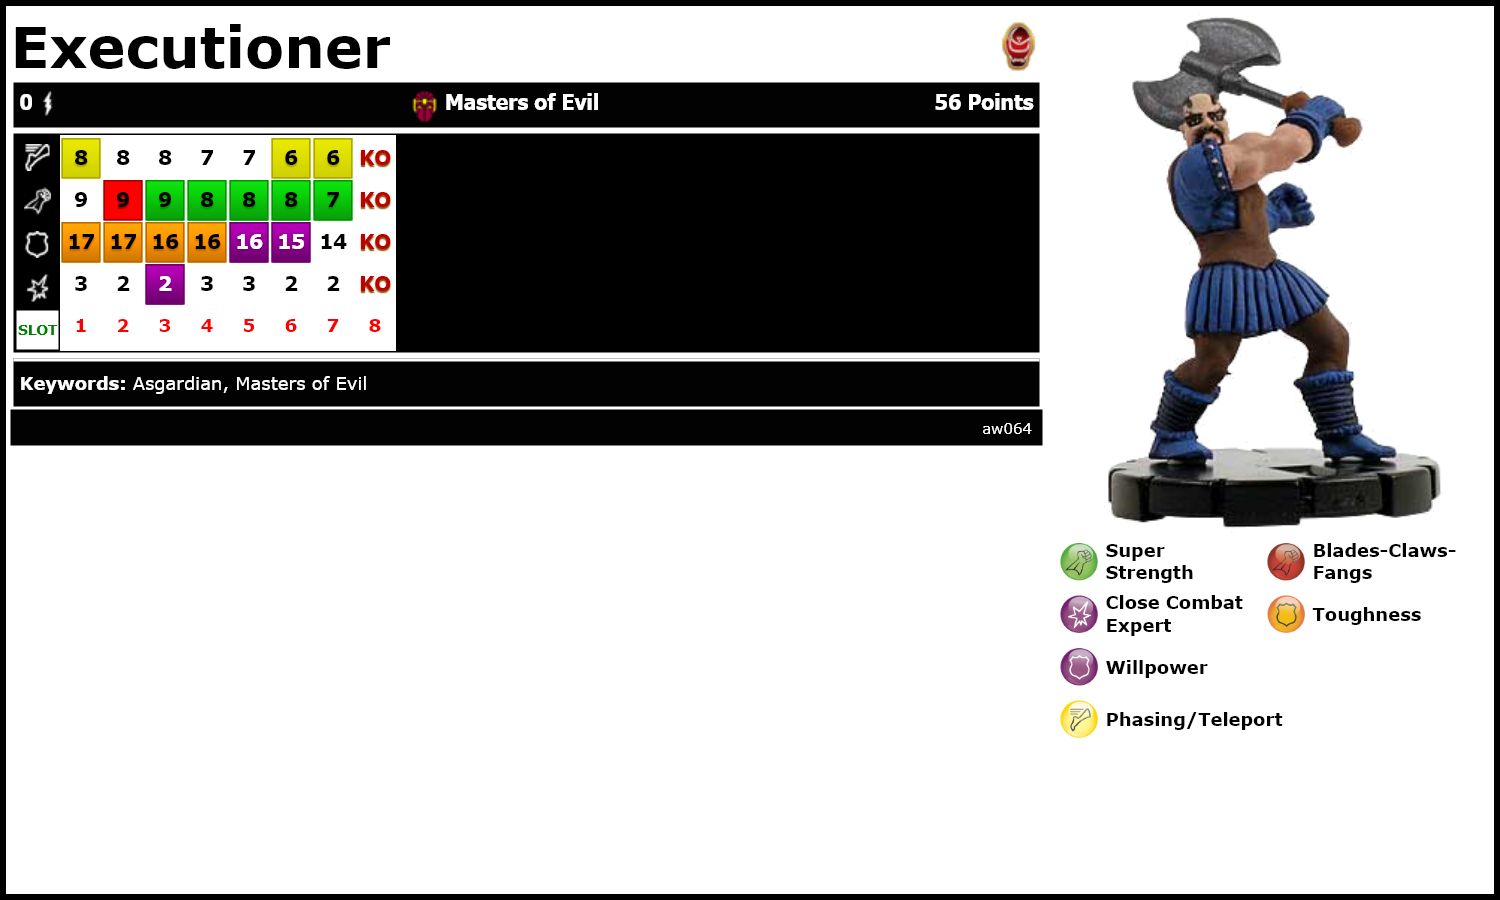 Executioner
0 Masters of Evil 56 Points
8 8 8 7 7 6 6 KO
9 9 9 8 8 8 7 KO
17 17 16 16 16 15 14 KO
3 2 2 3 3 2 2 KO
SLOT 1 2 3 4 5 6 7 8
Keywords: Asgardian, Masters of Evil
aw064
Super
Strength
Blades-Claws-
Fangs
Close Combat
Expert
Toughness
Willpower
Phasing/Teleport